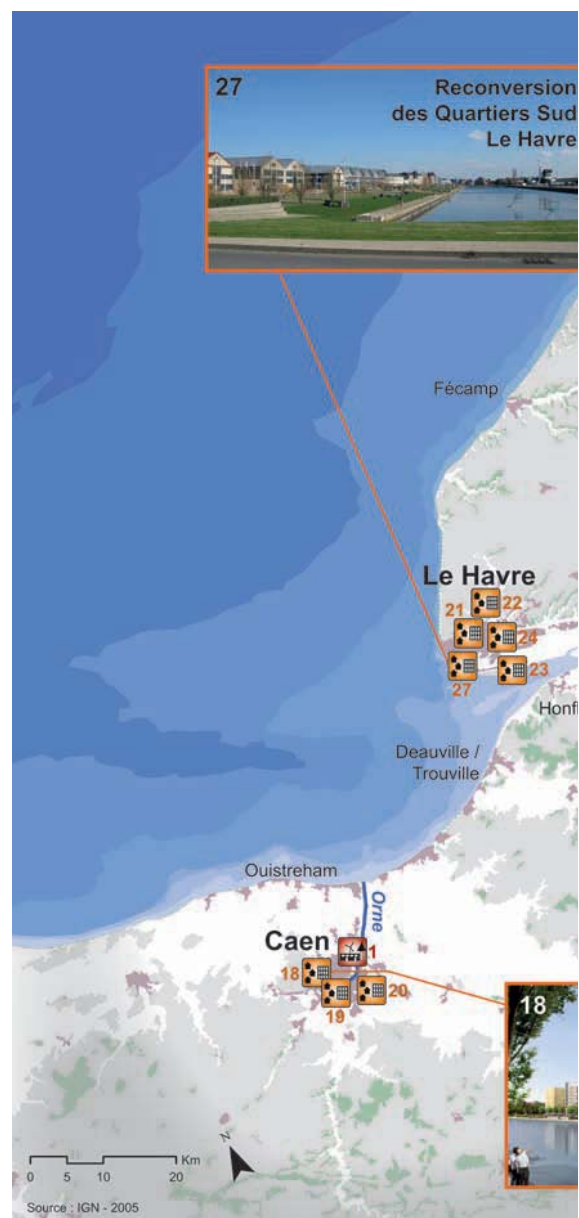 27
Reconversion
des Quartiers Sud
Le Havre
Fécamp
Le Havre
22
21
24
23
27
Honfl
Deauville /
Trouville
Ouistreham
Orne
Caen
1
18
20
19
18
N
Km
0 5 10 20
Source : IGN - 2005